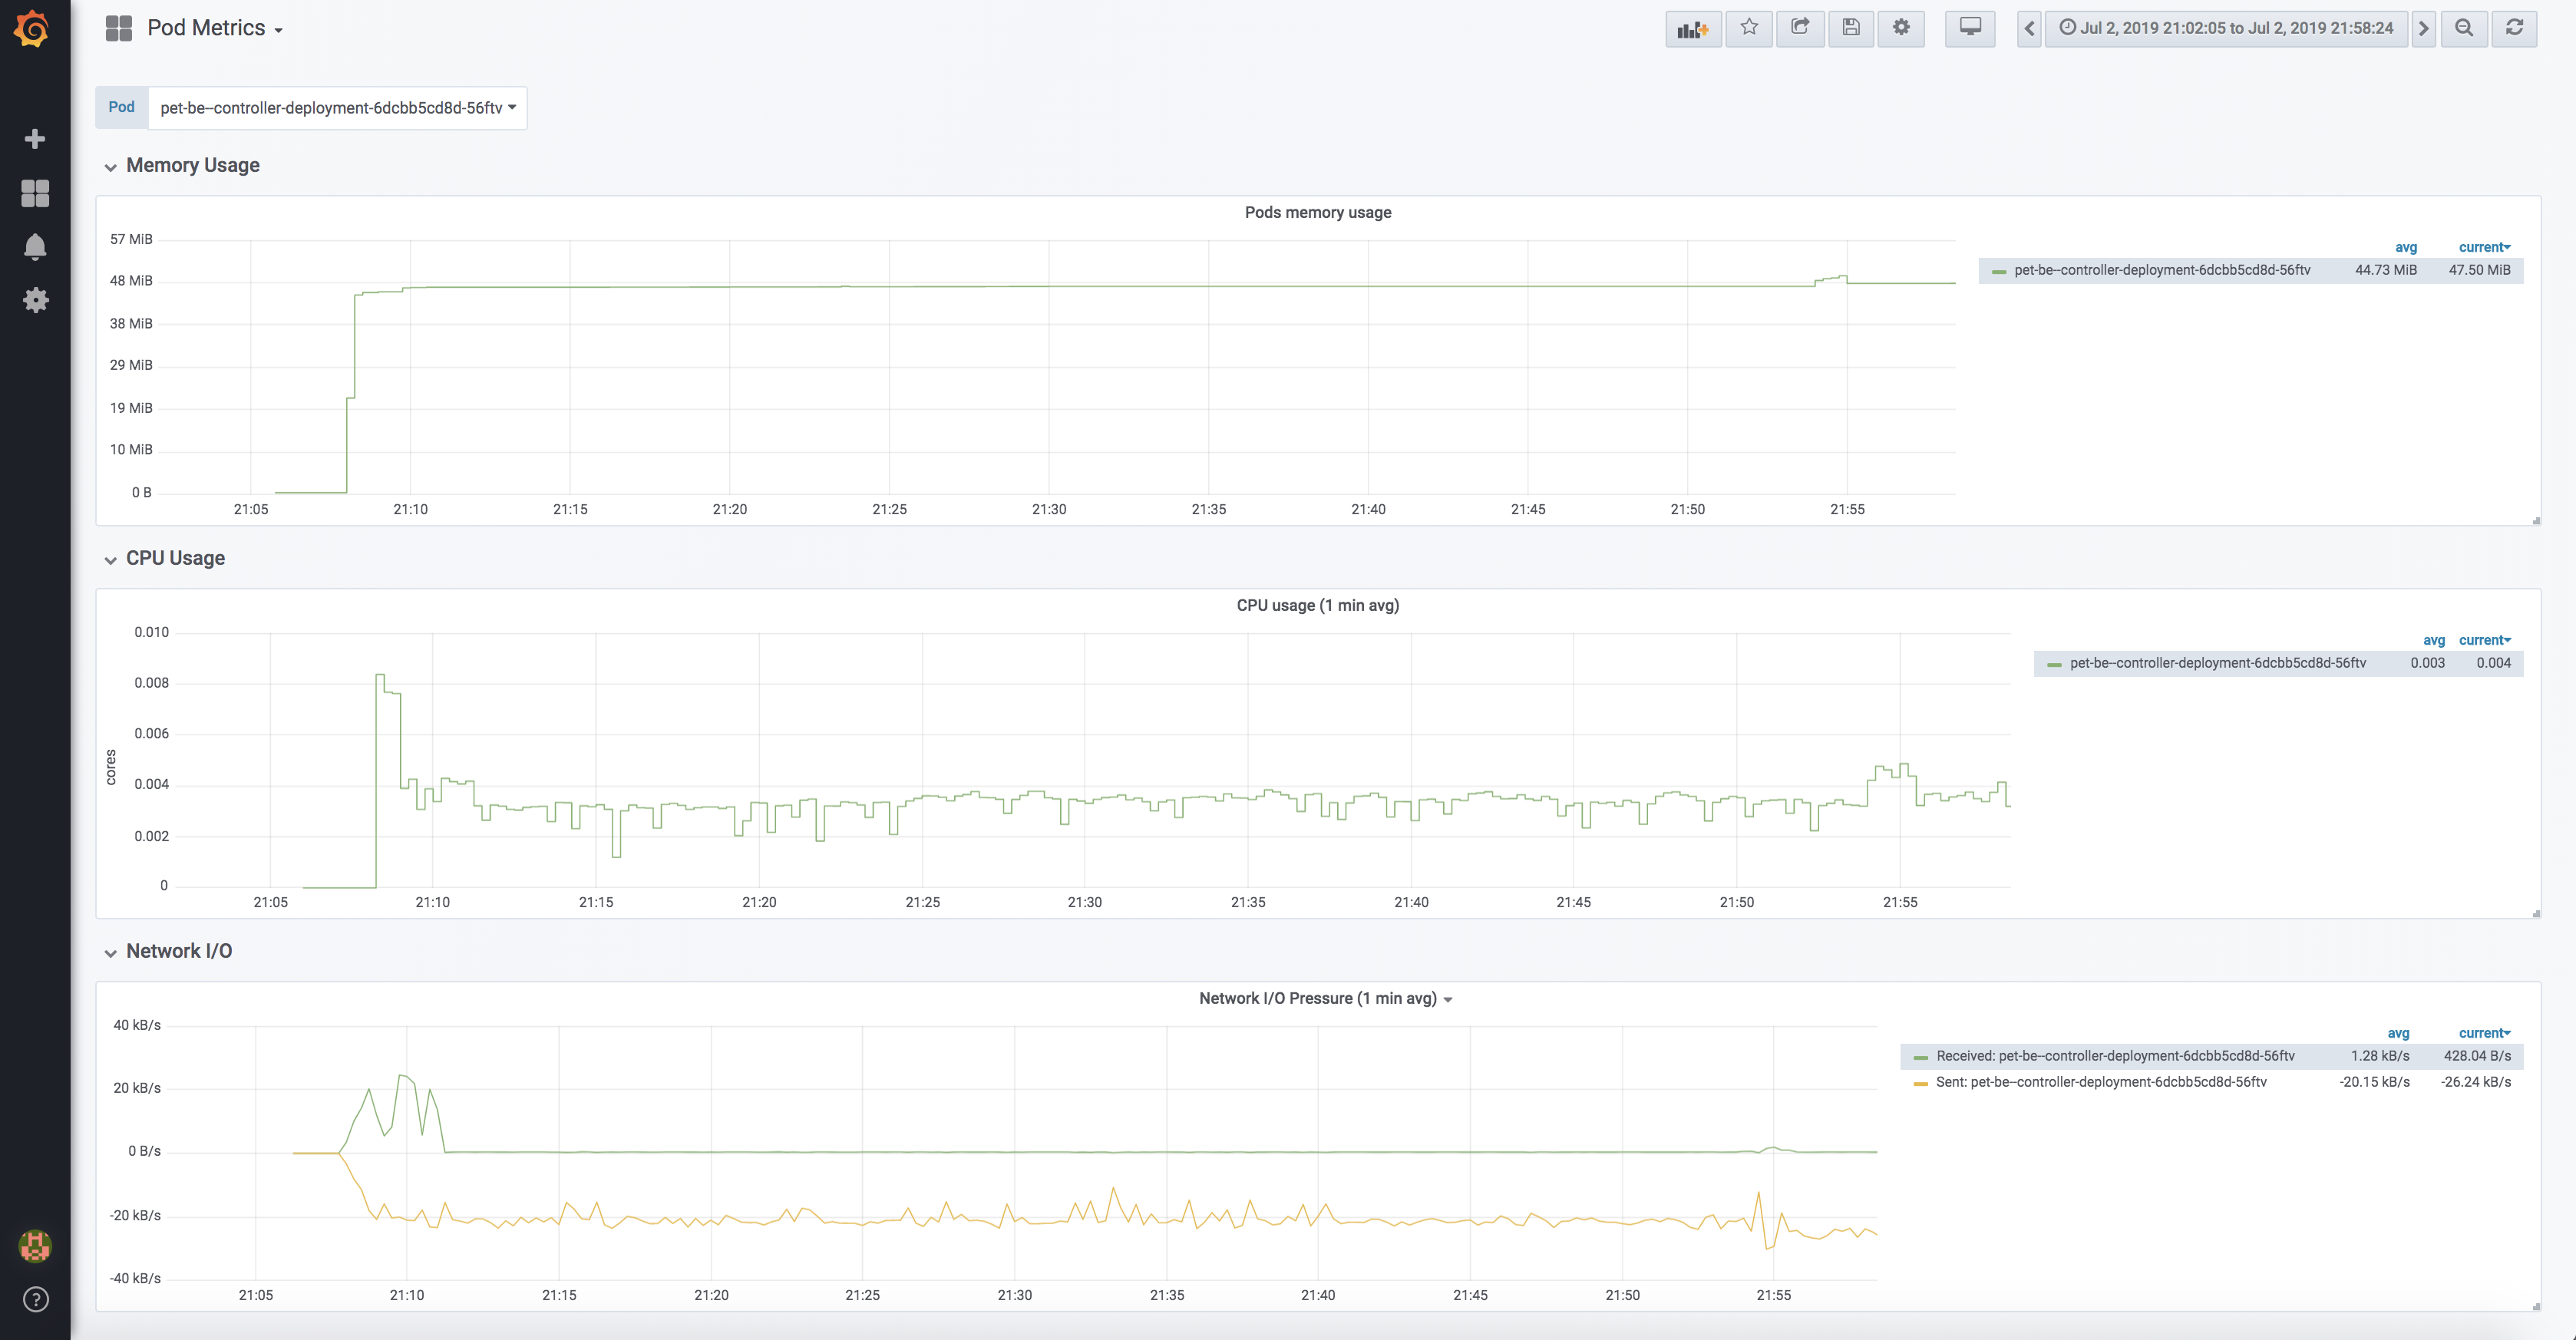 Pod Metrics
Jul 2, 2019 21:02:05 to Jul 2, 2019 21:58:24
Pod pet-be--controller-deployment-6dcbb5cd8d-56ftv
Memory Usage
Pods memory usage
57 MiB
48 MiB
38 MiB
29 MiB
19 MiB
10 MiB
0 B
21:05 21:10 21:15 21:20 21:25 21:30 21:35 21:40 21:45 21:50 21:55
avg current
pet-be--controller-deployment-6dcbb5cd8d-56ftv 44.73 MiB 47.50 MiB
CPU Usage
CPU usage (1 min avg)
cores
0.010
0.008
0.006
0.004
0.002
0
21:05 21:10 21:15 21:20 21:25 21:30 21:35 21:40 21:45 21:50 21:55
avg current
pet-be--controller-deployment-6dcbb5cd8d-56ftv 0.003 0.004
Network I/O
Network I/O Pressure (1 min avg)
40 kB/s
20 kB/s
0 B/s
-20 kB/s
-40 kB/s
21:05 21:10 21:15 21:20 21:25 21:30 21:35 21:40 21:45 21:50 21:55
avg current
Received: pet-be--controller-deployment-6dcbb5cd8d-56ftv 1.28 kB/s 428.04 B/s
Sent: pet-be--controller-deployment-6dcbb5cd8d-56ftv -20.15 kB/s -26.24 kB/s